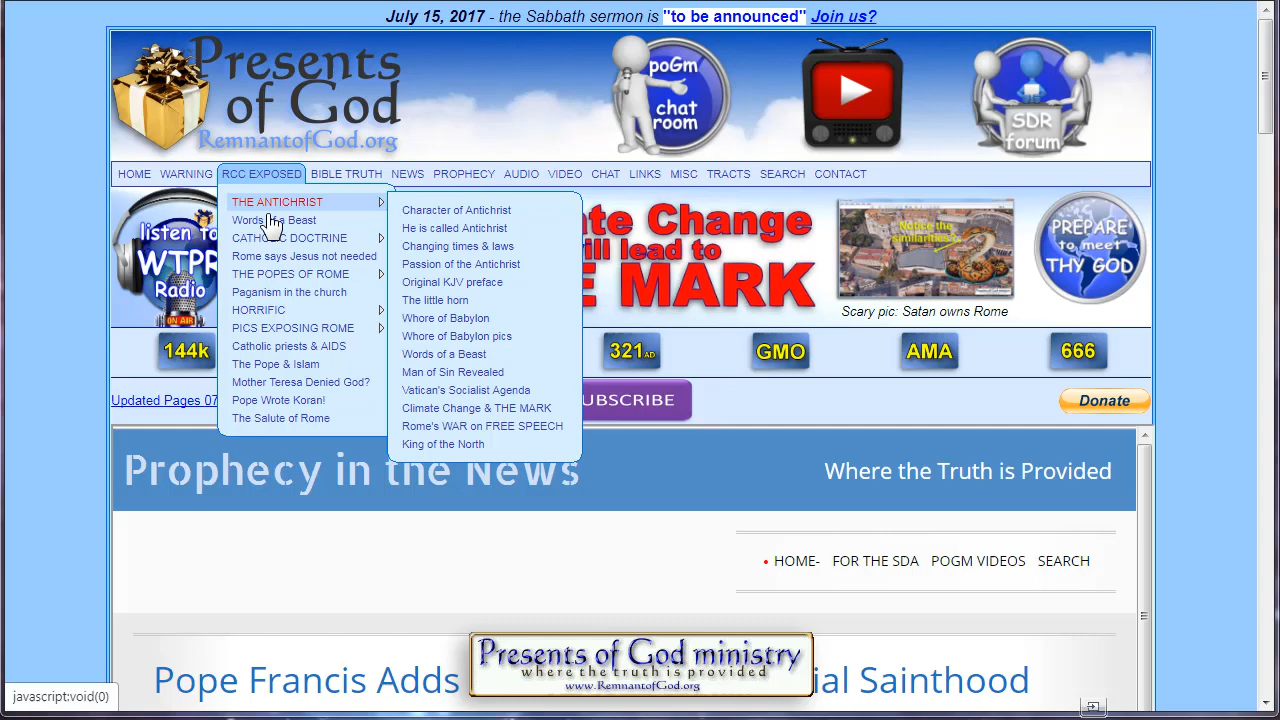 July 15, 2017 - the Sabbath sermon is "to be announced" Join us?
Presents
of God
RemnantofGod.org
poGm
chat
room
SDR
forum
HOME WARNING RCC EXPOSED BIBLE TRUTH NEWS PROPHECY AUDIO VIDEO CHAT LINKS MISC TRACTS SEARCH CONTACT
THE ANTICHRIST
CATHOLIC DOCTRINE
Rome says Jesus not needed
THE POPES OF ROME
Paganism in the church
HORRIFIC
PICS EXPOSING ROME
Catholic priests & AIDS
The Pope & Islam
Mother Teresa Denied God?
Pope Wrote Koran!
The Salute of Rome
Character of Antichrist
He is called Antichrist
Changing times & laws
Passion of the Antichrist
Original KJV preface
The little horn
Whore of Babylon
Whore of Babylon pics
Words of a Beast
Man of Sin Revealed
Vatican's Socialist Agenda
Climate Change & THE MARK
Rome's WAR on FREE SPEECH
King of the North
listen to
WTPR
Radio
ON AIR
te Change
ill lead to
E MARK
Notice the
similarities
Scary pic: Satan owns Rome
PREPARE
to meet
THY GOD
144k
321AD
GMO
AMA
666
Updated Pages 07
UBSCRIBE
Donate
Prophecy in the News
Where the Truth is Provided
HOME- FOR THE SDA POGM VIDEOS SEARCH
Pope Francis Adds
ial Sainthood
Presents of God ministry
where the truth is provided
www.RemnantofGod.org
javascript:void(0)